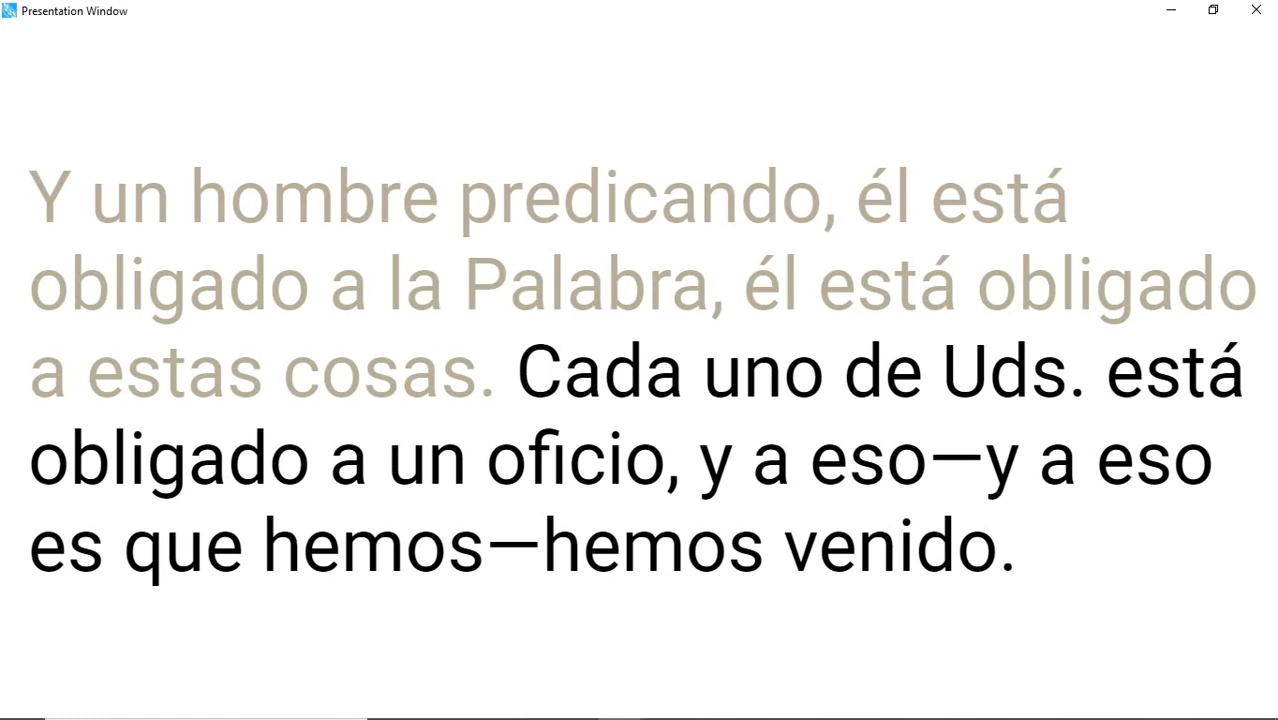 Presentation Window
Y un hombre predicando, él está
obligado a la Palabra, él está obligado
a estas cosas. Cada uno de Uds. está
obligado a un oficio, y a eso—y a eso
es que hemos—hemos venido.